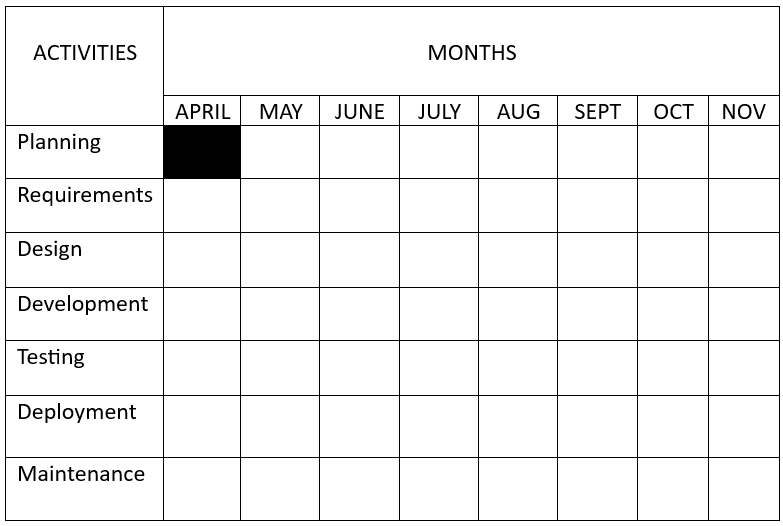 ACTIVITIES
MONTHS
APRIL MAY JUNE JULY AUG SEPT OCT NOV
Planning
Requirements
Design
Development
Testing
Deployment
Maintenance